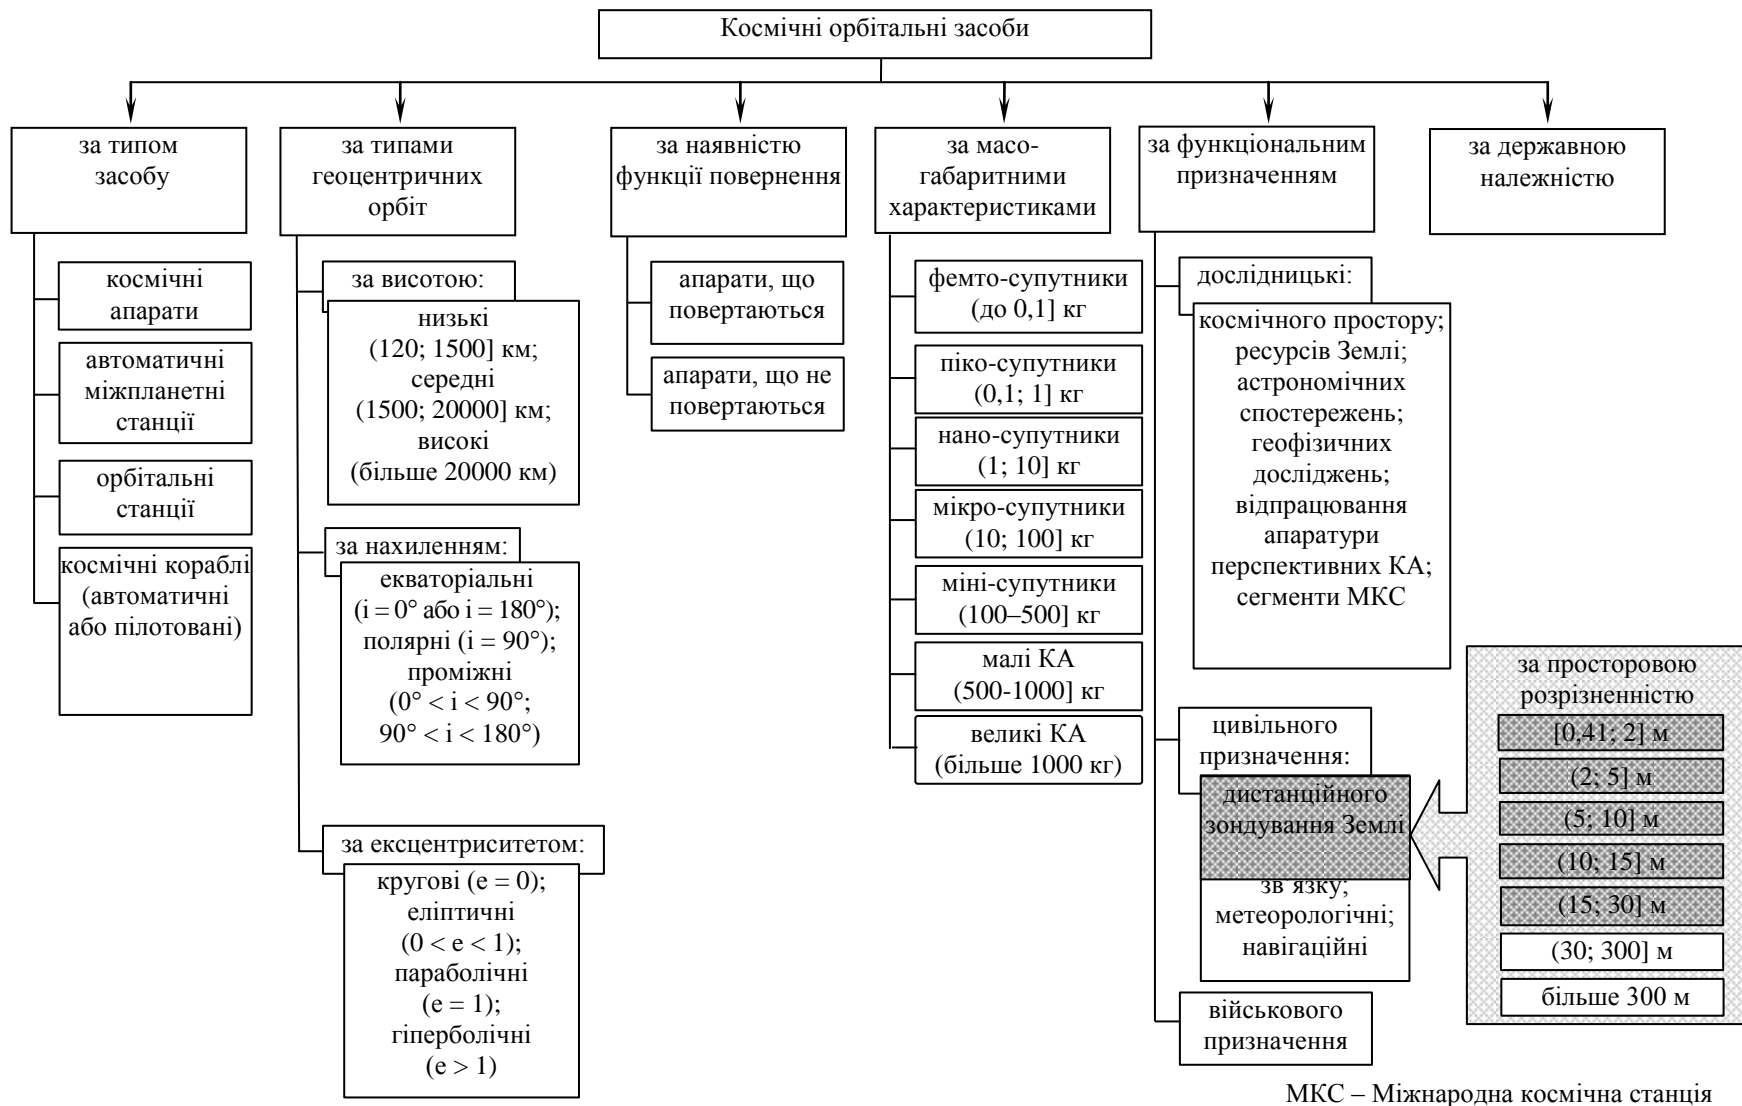 Космічні орбітальні засоби
за типом
засобу
космічні
апарати
автоматичні
міжпланетні
станції
орбітальні
станції
космічні кораблі
(автоматичні
або пілотовані)
за типами
геоцентричних
орбіт
за висотою:
низькі
(120; 1500] км;
середні
(1500; 20000] км;
високі
(більше 20000 км)
за нахиленням:
екваторіальні
(i = 0° або i = 180°);
полярні (i = 90°);
проміжні
(0° < i < 90°;
90° < i < 180°)
за ексцентриситетом:
кругові (e = 0);
еліптичні
(0 < e < 1);
параболічні
(e = 1);
гіперболічні
(e > 1)
за наявністю
функції повернення
апарати, що
повертаються
апарати, що не
повертаються
за масо-
габаритними
характеристиками
фемто-супутники
(до 0,1] кг
піко-супутники
(0,1; 1] кг
нано-супутники
(1; 10] кг
мікро-супутники
(10; 100] кг
міні-супутники
(100–500] кг
малі КА
(500-1000] кг
великі КА
(більше 1000 кг)
за функціональним
призначенням
дослідницькі:
космічного простору;
ресурсів Землі;
астрономічних
спостережень;
геофізичних
досліджень;
відпрацювання
апаратури
перспективних КА;
сегменти МКС
цивільного
призначення:
дистанційного
зондування Землі
зв’язку;
метеорологічні;
навігаційні
військового
призначення
за державною
належністю
за просторовою
розрізненністю
[0,41; 2] м
(2; 5] м
(5; 10] м
(10; 15] м
(15; 30] м
(30; 300] м
більше 300 м
МКС – Міжнародна космічна станція